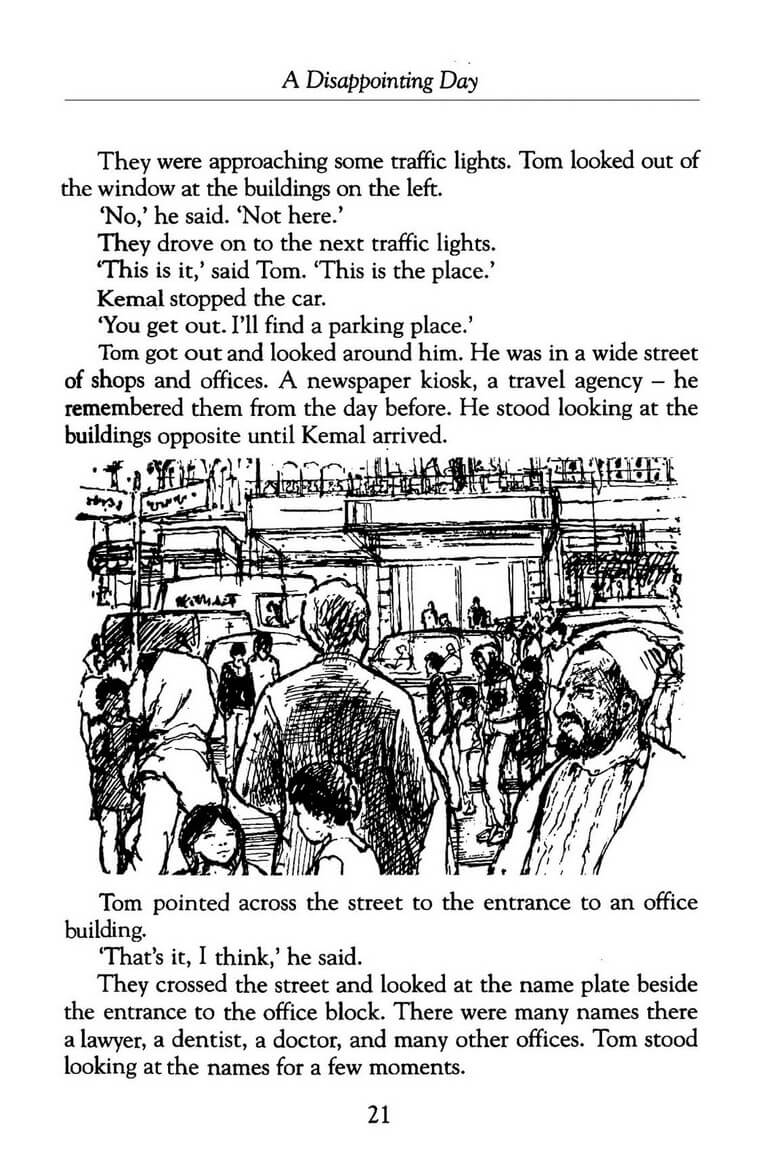 A Disappointing Day
They were approaching some traffic lights. Tom looked out of
the window at the buildings on the left.
‘No,’ he said. ‘Not here.’
They drove on to the next traffic lights.
‘This is it,’ said Tom. ‘This is the place.’
Kemal stopped the car.
‘You get out. I’ll find a parking place.’
Tom got out and looked around him. He was in a wide street
of shops and offices. A newspaper kiosk, a travel agency – he
remembered them from the day before. He stood looking at the
buildings opposite until Kemal arrived.
Tom pointed across the street to the entrance to an office
building.
‘That’s it, I think,’ he said.
They crossed the street and looked at the name plate beside
the entrance to the office block. There were many names there
a lawyer, a dentist, a doctor, and many other offices. Tom stood
looking at the names for a few moments.
21